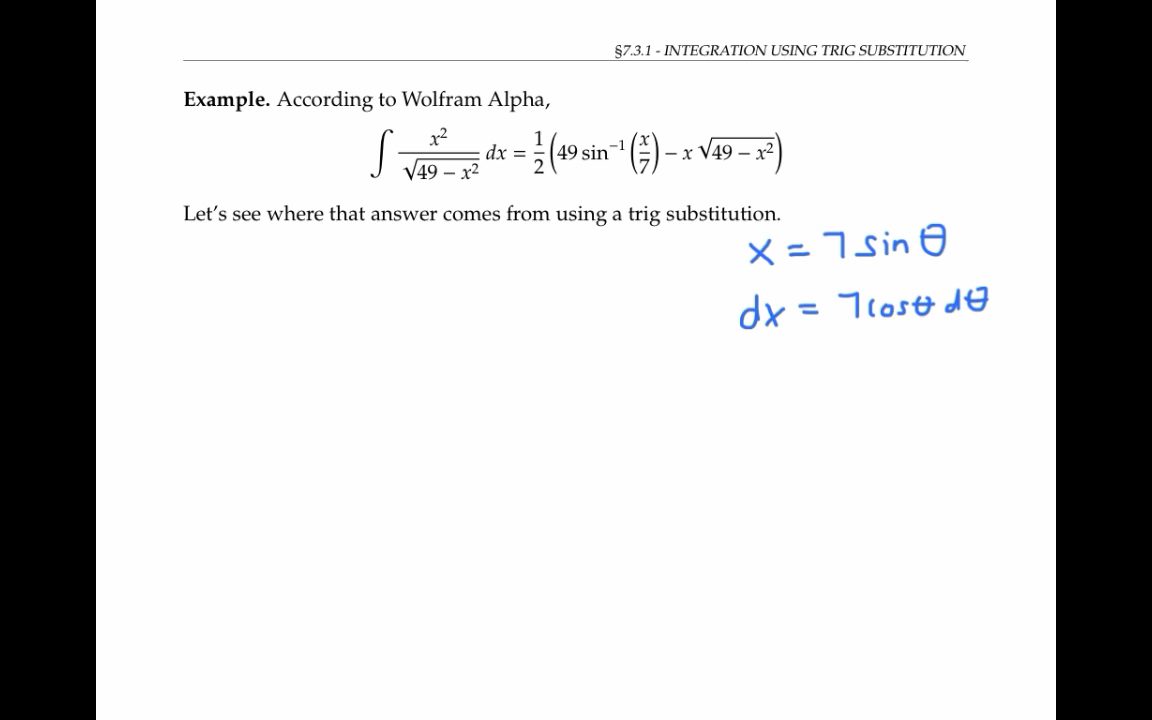 §7.3.1 - INTEGRATION USING TRIG SUBSTITUTION
Example. According to Wolfram Alpha,
∫ x²/√(49 − x²) dx = 1/2 (49 sin⁻¹(x/7) − x √(49 − x²))
Let's see where that answer comes from using a trig substitution.
x = 7 sin θ
dx = 7 cosθ dθ